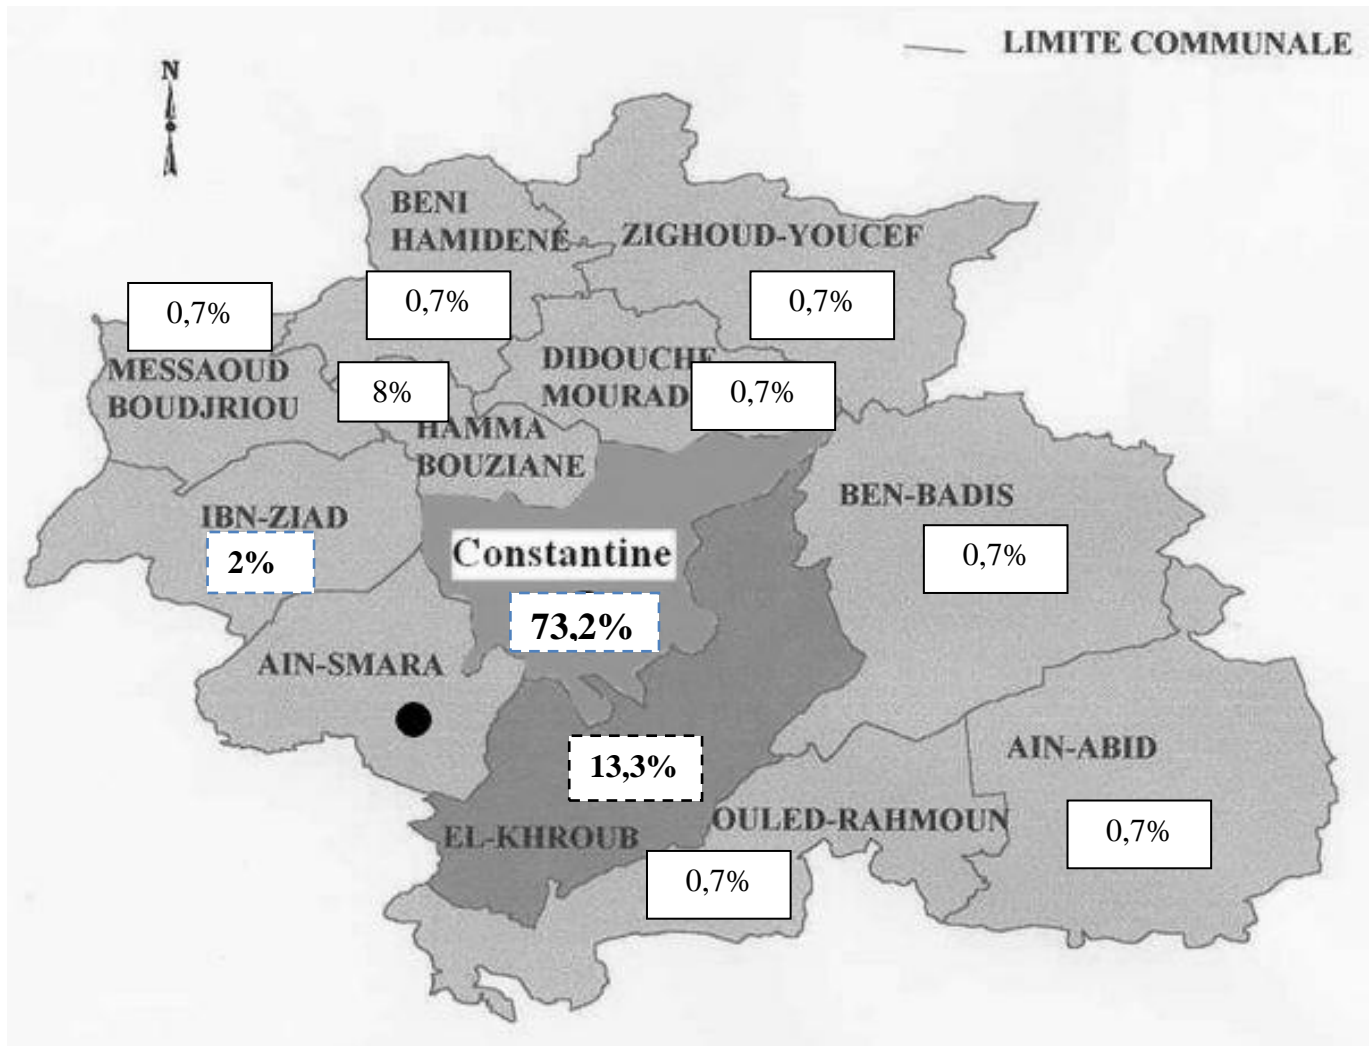 LIMITE COMMUNALE
N
BENI
HAMIDENE
ZIGHOUD-YOUCEF
0,7%
0,7%
0,7%
MESSAOUD
BOUDJRIOU
8%
DIDOUCHE
MOURAD
0,7%
HAMMA
BOUZIANE
BEN-BADIS
IBN-ZIAD
2%
Constantine
0,7%
73,2%
AIN-SMARA
13,3%
AIN-ABID
EL-KHROUB
OULED-RAHMOUN
0,7%
0,7%